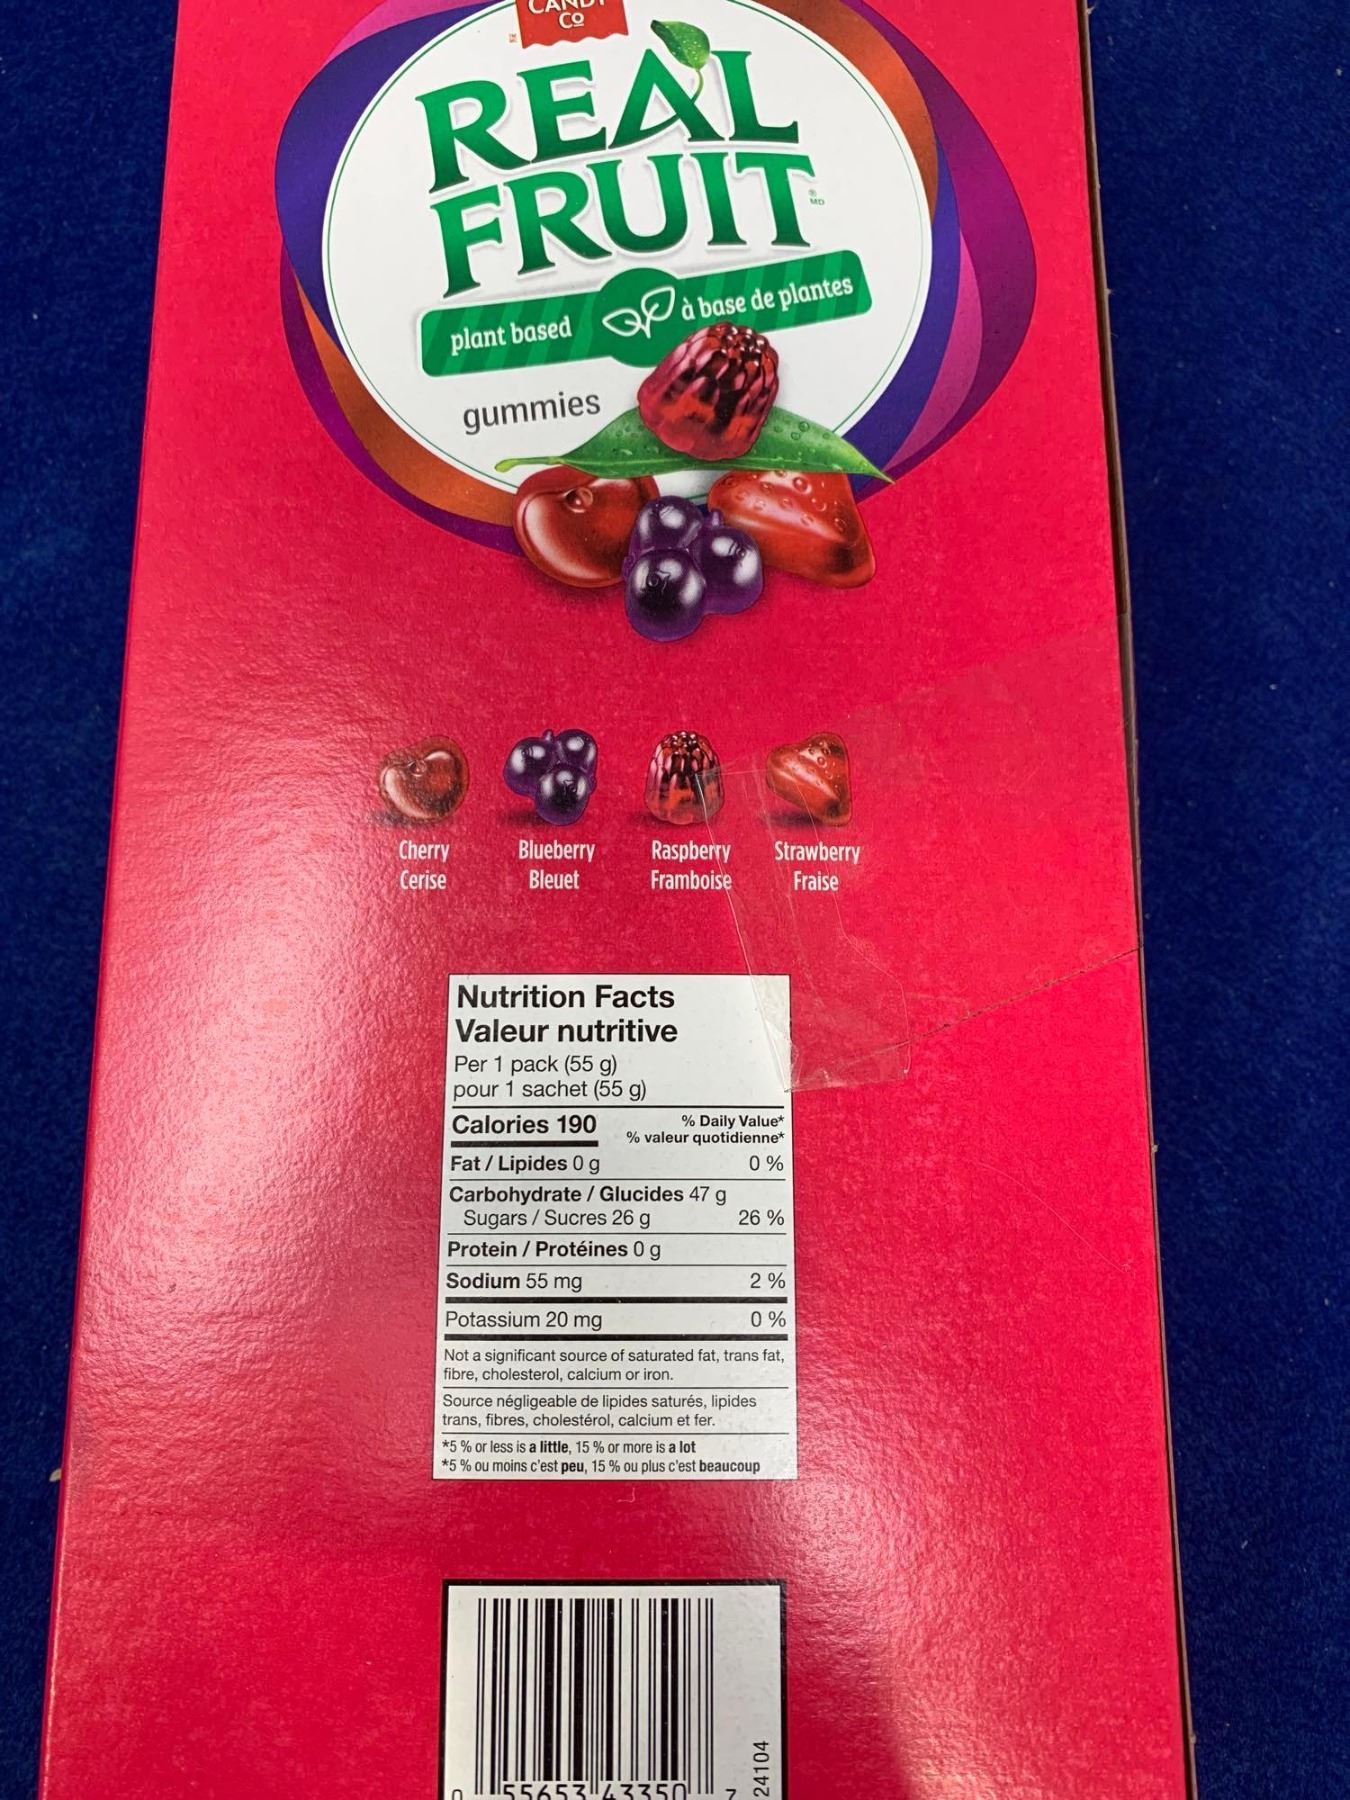 CANDY
CO
REAL
FRUIT
®
MD
plant based à base de plantes
gummies
Cherry Blueberry Raspberry Strawberry
Cerise Bleuet Framboise Fraise
Nutrition Facts
Valeur nutritive
Per 1 pack (55 g)
pour 1 sachet (55 g)
Calories 190
% Daily Value*
% valeur quotidienne*
Fat / Lipides 0 g 0 %
Carbohydrate / Glucides 47 g
Sugars / Sucres 26 g 26 %
Protein / Protéines 0 g
Sodium 55 mg 2 %
Potassium 20 mg 0 %
Not a significant source of saturated fat, trans fat,
fibre, cholesterol, calcium or iron.
Source négligeable de lipides saturés, lipides
trans, fibres, cholestérol, calcium et fer.
*5 % or less is a little, 15 % or more is a lot
*5 % ou moins c'est peu, 15 % ou plus c'est beaucoup
24104
0 55653 43350 7